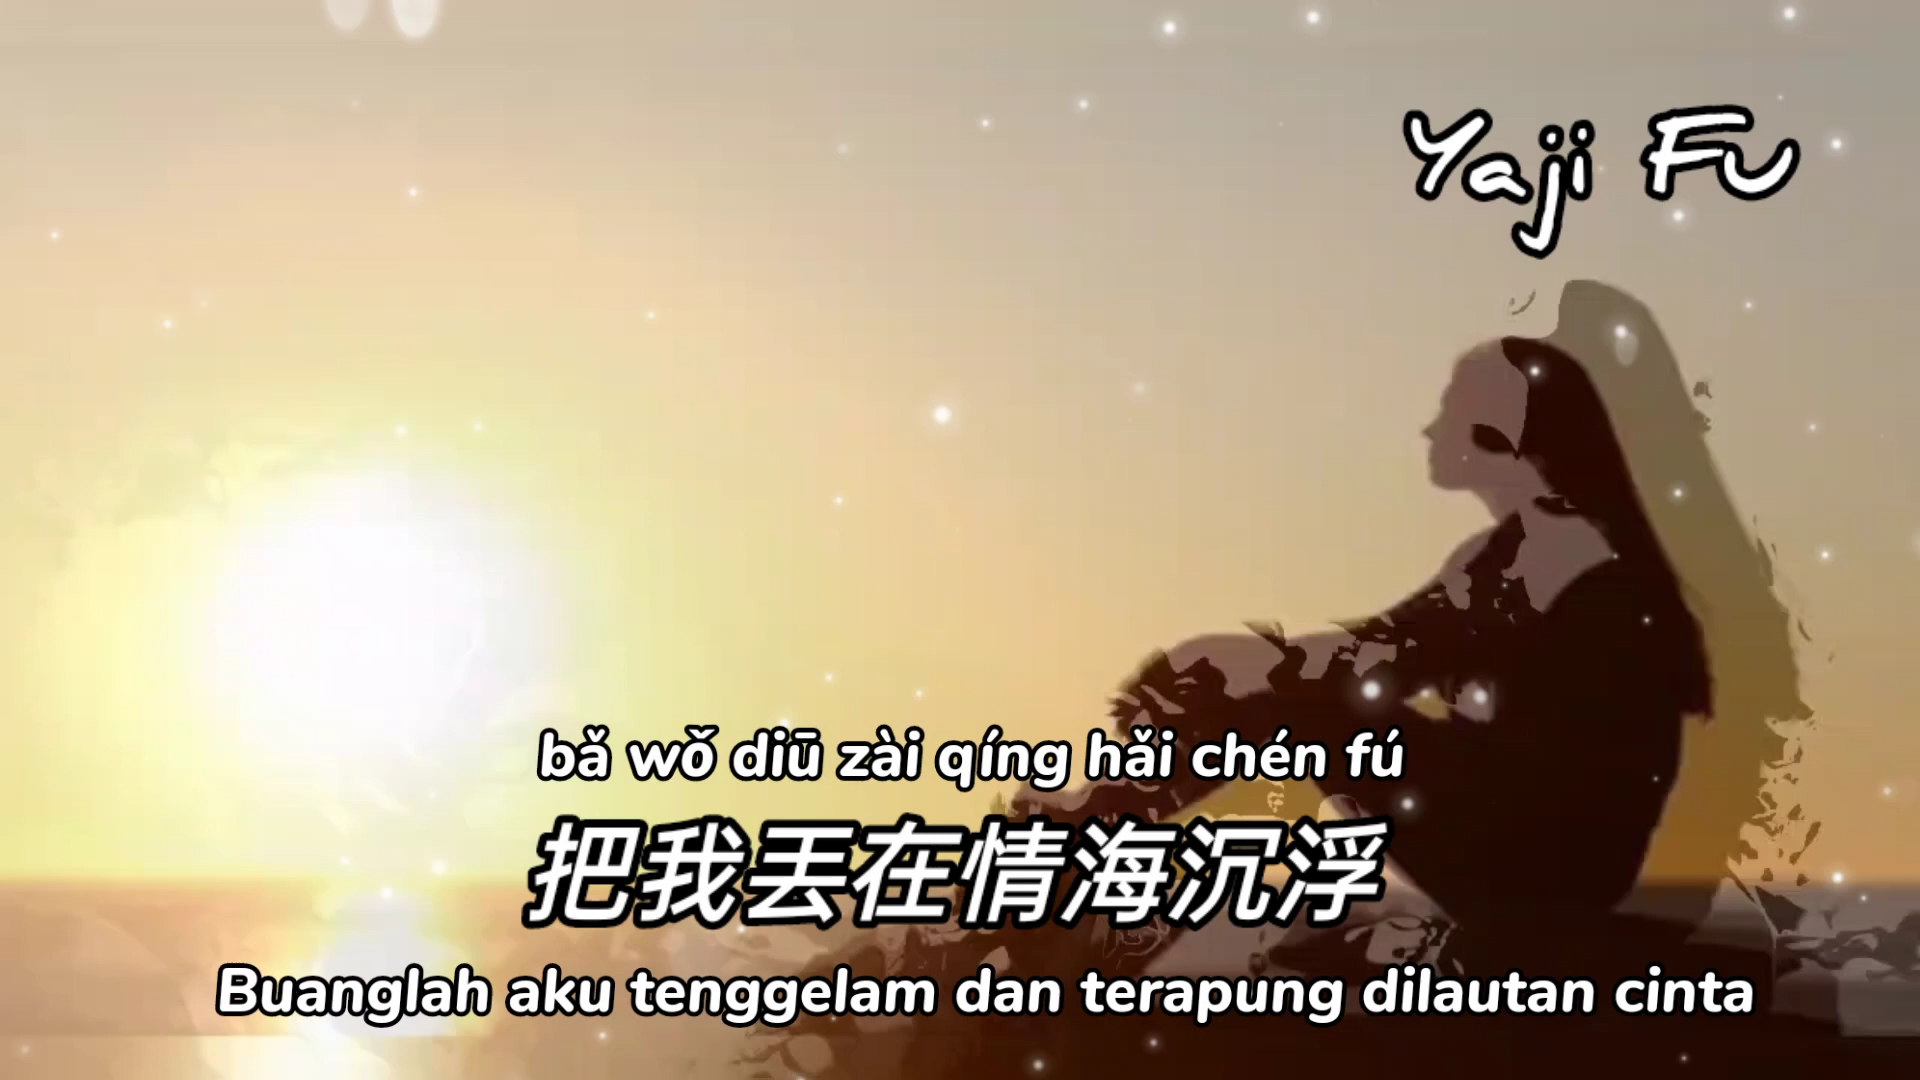 Yaji Fu
bǎ wǒ diū zài qíng hǎi chén fú
把我丢在情海沉浮
Buanglah aku tenggelam dan terapung dilautan cinta